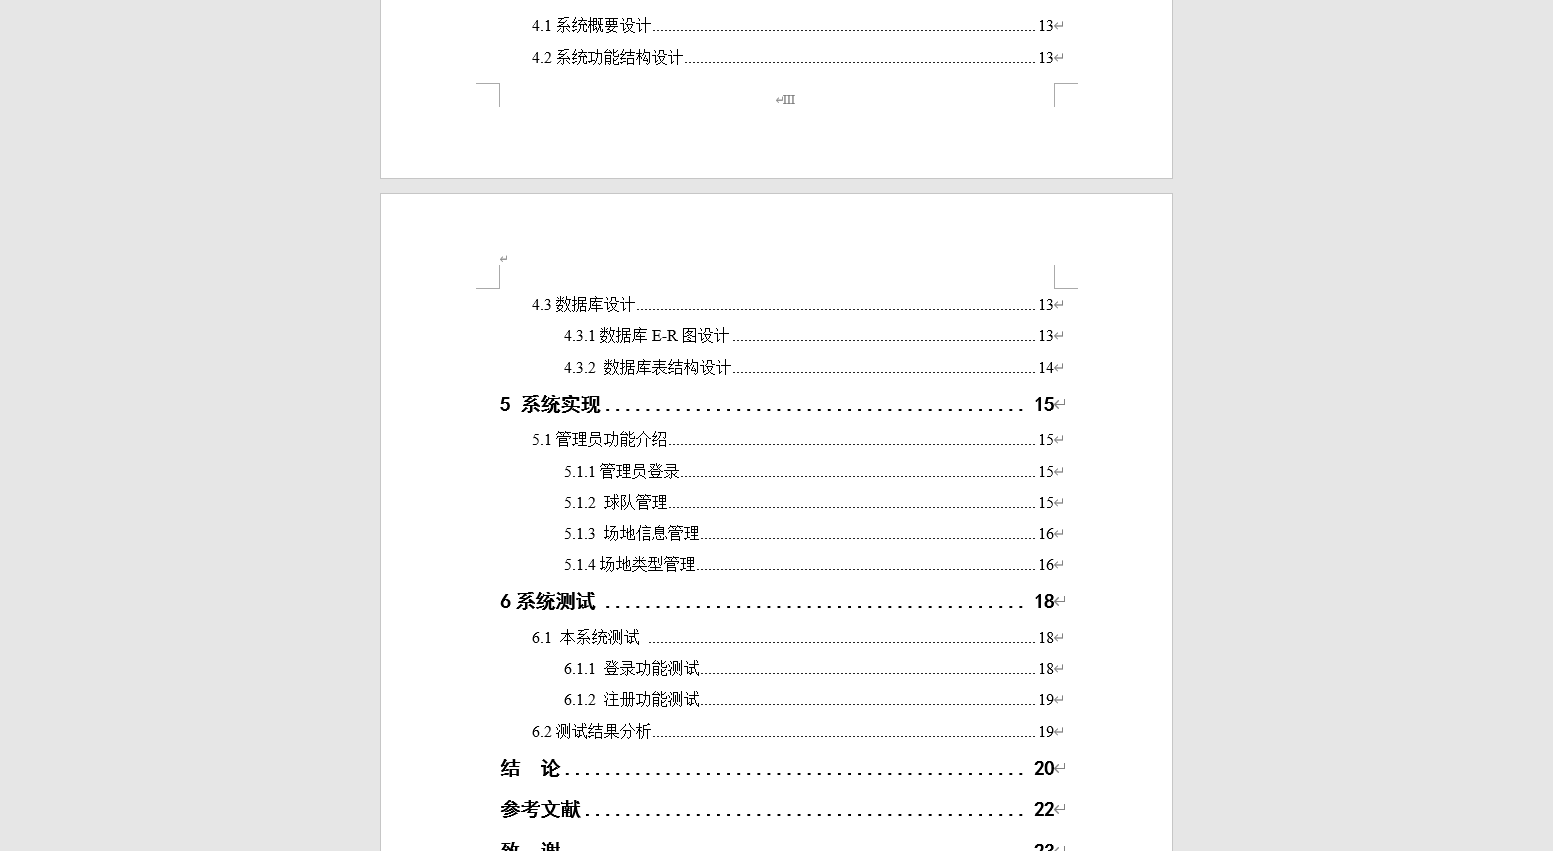 4.1 系统概要设计........................................13
4.2 系统功能结构设计........................................13
III
4.3 数据库设计........................................13
4.3.1 数据库 E-R 图设计........................................13
4.3.2 数据库表结构设计........................................14
5 系统实现........................................15
5.1 管理员功能介绍........................................15
5.1.1 管理员登录........................................15
5.1.2 球队管理........................................15
5.1.3 场地信息管理........................................16
5.1.4 场地类型管理........................................16
6 系统测试........................................18
6.1 本系统测试........................................18
6.1.1 登录功能测试........................................18
6.1.2 注册功能测试........................................19
6.2 测试结果分析........................................19
结 论........................................20
参考文献........................................22
致 谢........................................23